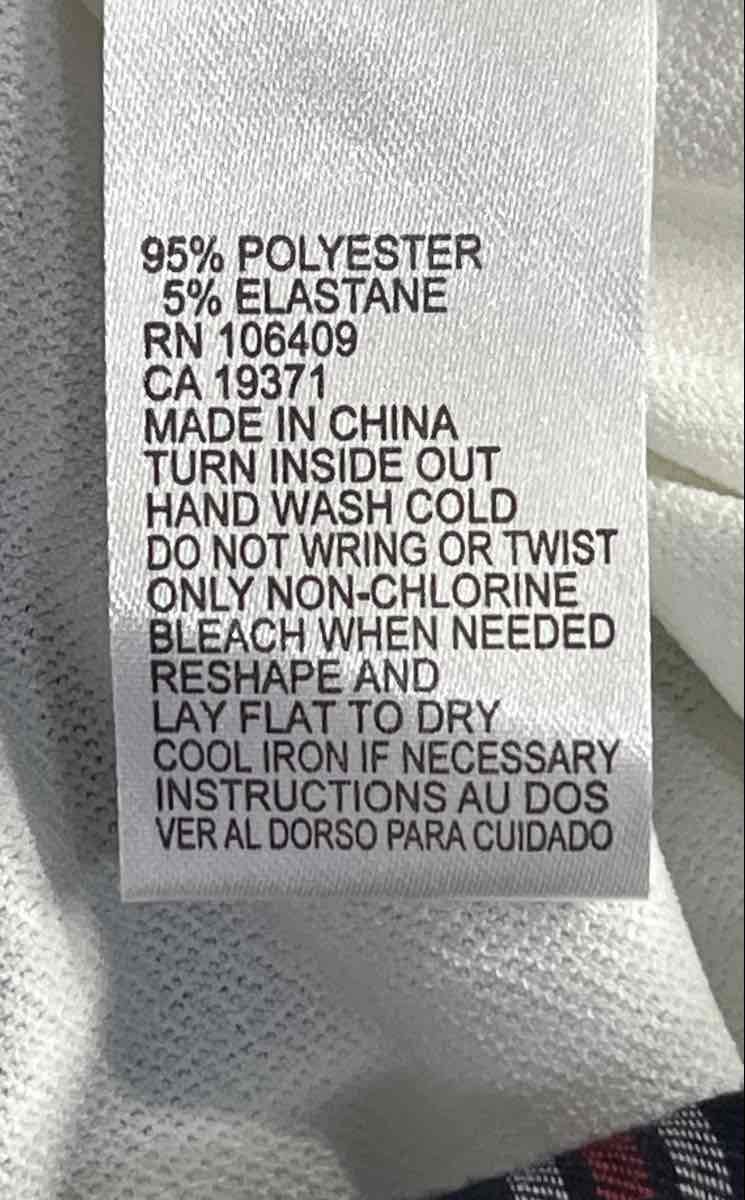 95% POLYESTER
5% ELASTANE
RN 106409
CA 19371
MADE IN CHINA
TURN INSIDE OUT
HAND WASH COLD
DO NOT WRING OR TWIST
ONLY NON-CHLORINE
BLEACH WHEN NEEDED
RESHAPE AND
LAY FLAT TO DRY
COOL IRON IF NECESSARY
INSTRUCTIONS AU DOS
VER AL DORSO PARA CUIDADO